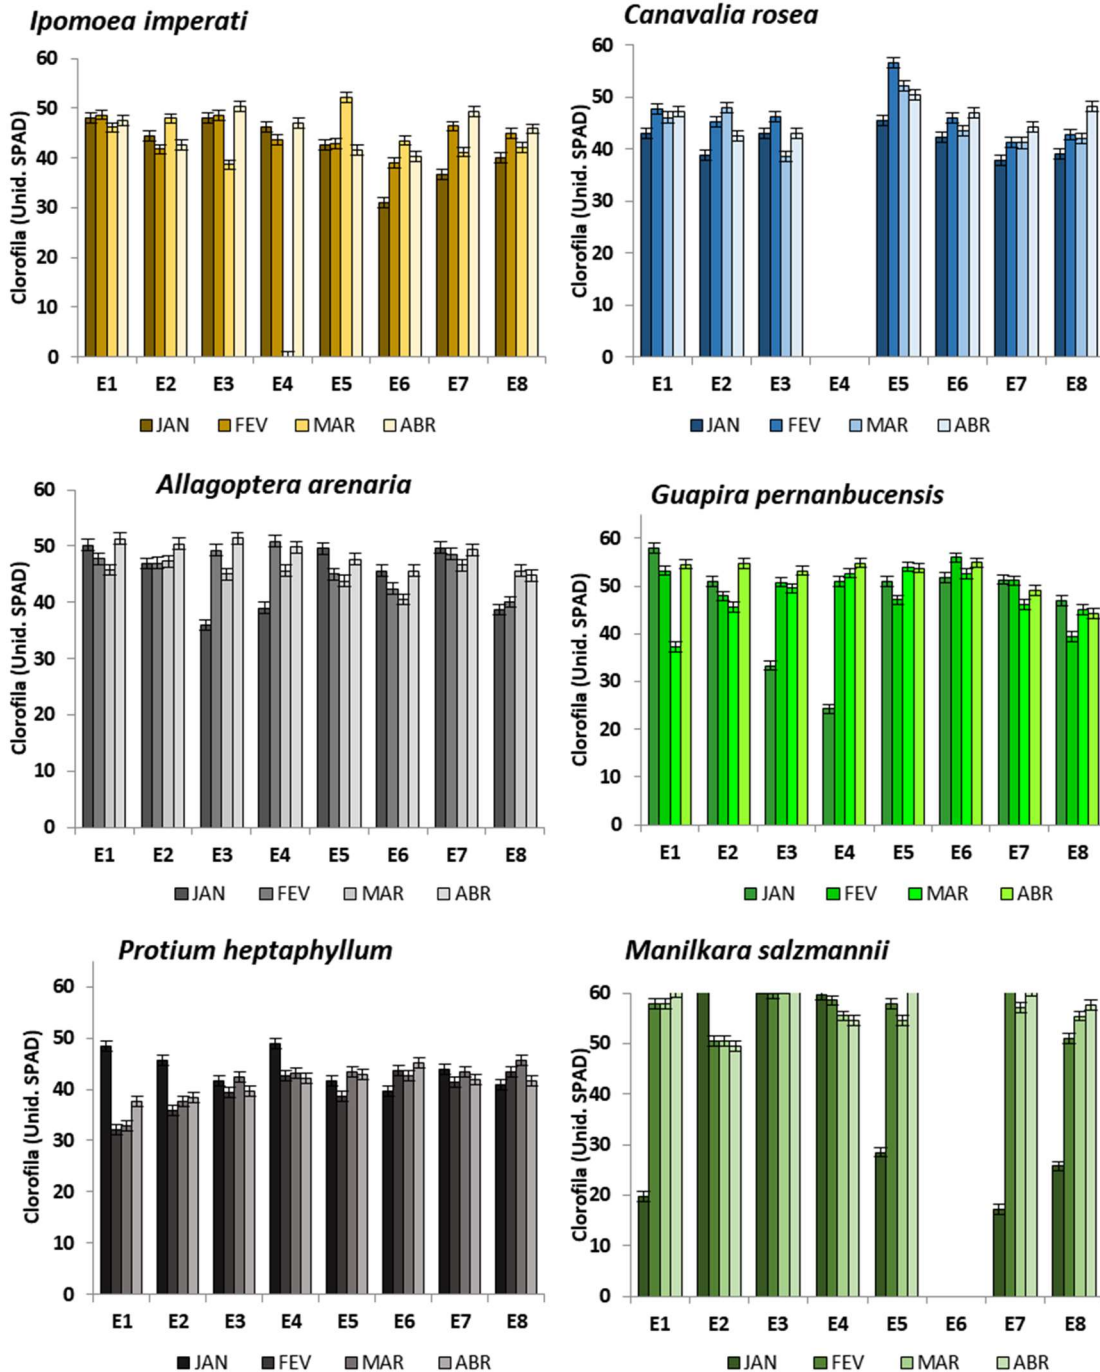 Ipomoea imperati
Clorofila (Unid. SPAD)
60
50
40
30
20
10
0
E1 E2 E3 E4 E5 E6 E7 E8
JAN FEV MAR ABR
Canavalia rosea
Clorofila (Unid. SPAD)
60
50
40
30
20
10
0
E1 E2 E3 E4 E5 E6 E7 E8
JAN FEV MAR ABR
Allagoptera arenaria
Clorofila (Unid. SPAD)
60
50
40
30
20
10
0
E1 E2 E3 E4 E5 E6 E7 E8
JAN FEV MAR ABR
Guapira pernanbucensis
Clorofila (Unid. SPAD)
60
50
40
30
20
10
0
E1 E2 E3 E4 E5 E6 E7 E8
JAN FEV MAR ABR
Protium heptaphyllum
Clorofila (Unid. SPAD)
60
50
40
30
20
10
0
E1 E2 E3 E4 E5 E6 E7 E8
JAN FEV MAR ABR
Manilkara salzmannii
Clorofila (Unid. SPAD)
60
50
40
30
20
10
0
E1 E2 E3 E4 E5 E6 E7 E8
JAN FEV MAR ABR